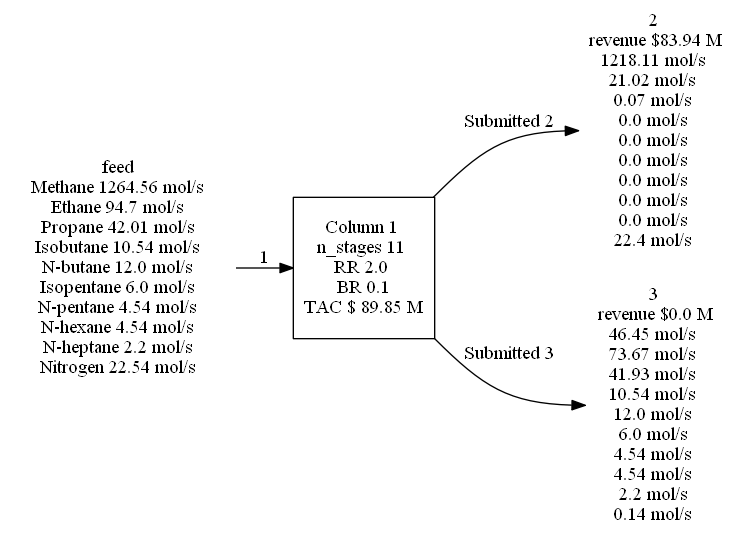 feed
Methane 1264.56 mol/s
Ethane 94.7 mol/s
Propane 42.01 mol/s
Isobutane 10.54 mol/s
N-butane 12.0 mol/s
Isopentane 6.0 mol/s
N-pentane 4.54 mol/s
N-hexane 4.54 mol/s
N-heptane 2.2 mol/s
Nitrogen 22.54 mol/s
1
Column 1
n_stages 11
RR 2.0
BR 0.1
TAC $ 89.85 M
Submitted 2
2
revenue $83.94 M
1218.11 mol/s
21.02 mol/s
0.07 mol/s
0.0 mol/s
0.0 mol/s
0.0 mol/s
0.0 mol/s
0.0 mol/s
0.0 mol/s
22.4 mol/s
Submitted 3
3
revenue $0.0 M
46.45 mol/s
73.67 mol/s
41.93 mol/s
10.54 mol/s
12.0 mol/s
6.0 mol/s
4.54 mol/s
4.54 mol/s
2.2 mol/s
0.14 mol/s